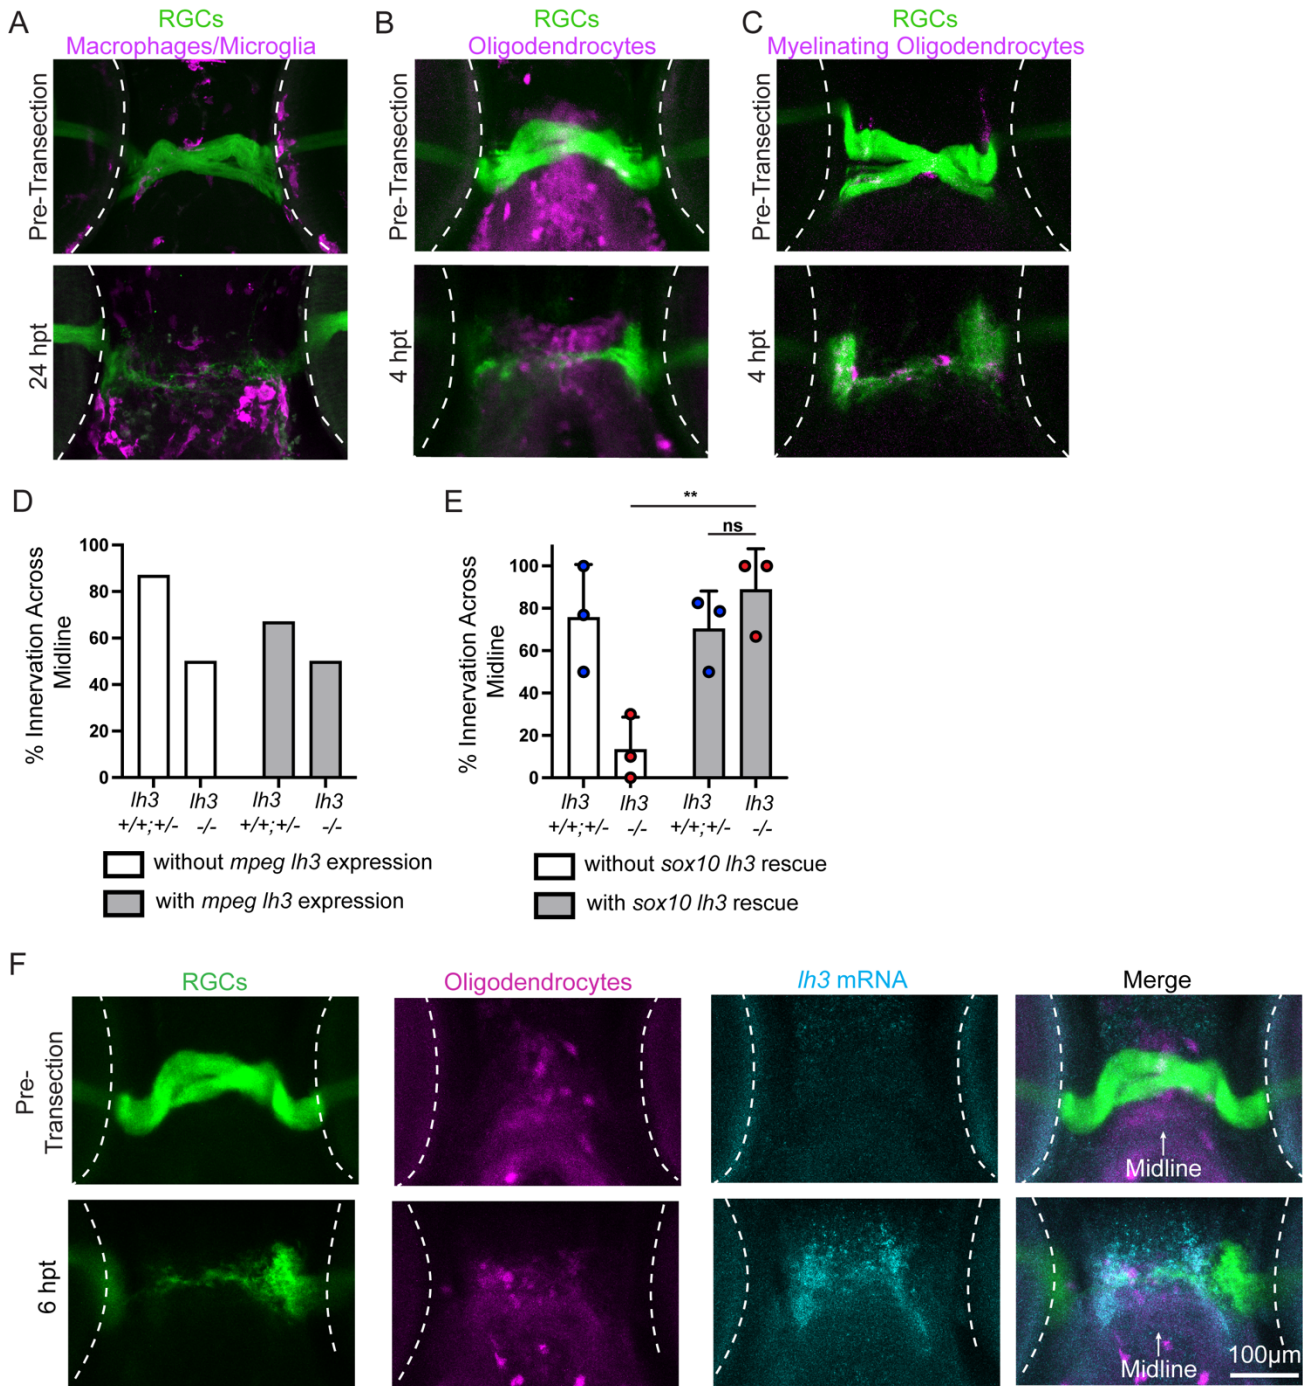 A
RGCs
Macrophages/Microglia
Pre-Transection
24 hpt
B
RGCs
Oligodendrocytes
Pre-Transection
4 hpt
C
RGCs
Myelinating Oligodendrocytes
Pre-Transection
4 hpt
D
% Innervation Across
Midline
100
80
60
40
20
0
lh3 lh3 lh3 lh3
+/+;+/- -/- +/+;+/- -/-
without mpeg lh3 expression
with mpeg lh3 expression
E
**
ns
% Innervation Across
Midline
100
80
60
40
20
0
lh3 lh3 lh3 lh3
+/+;+/- -/- +/+;+/- -/-
without sox10 lh3 rescue
with sox10 lh3 rescue
F
RGCs Oligodendrocytes lh3 mRNA Merge
Pre-
Transection
Midline
6 hpt
Midline
100µm